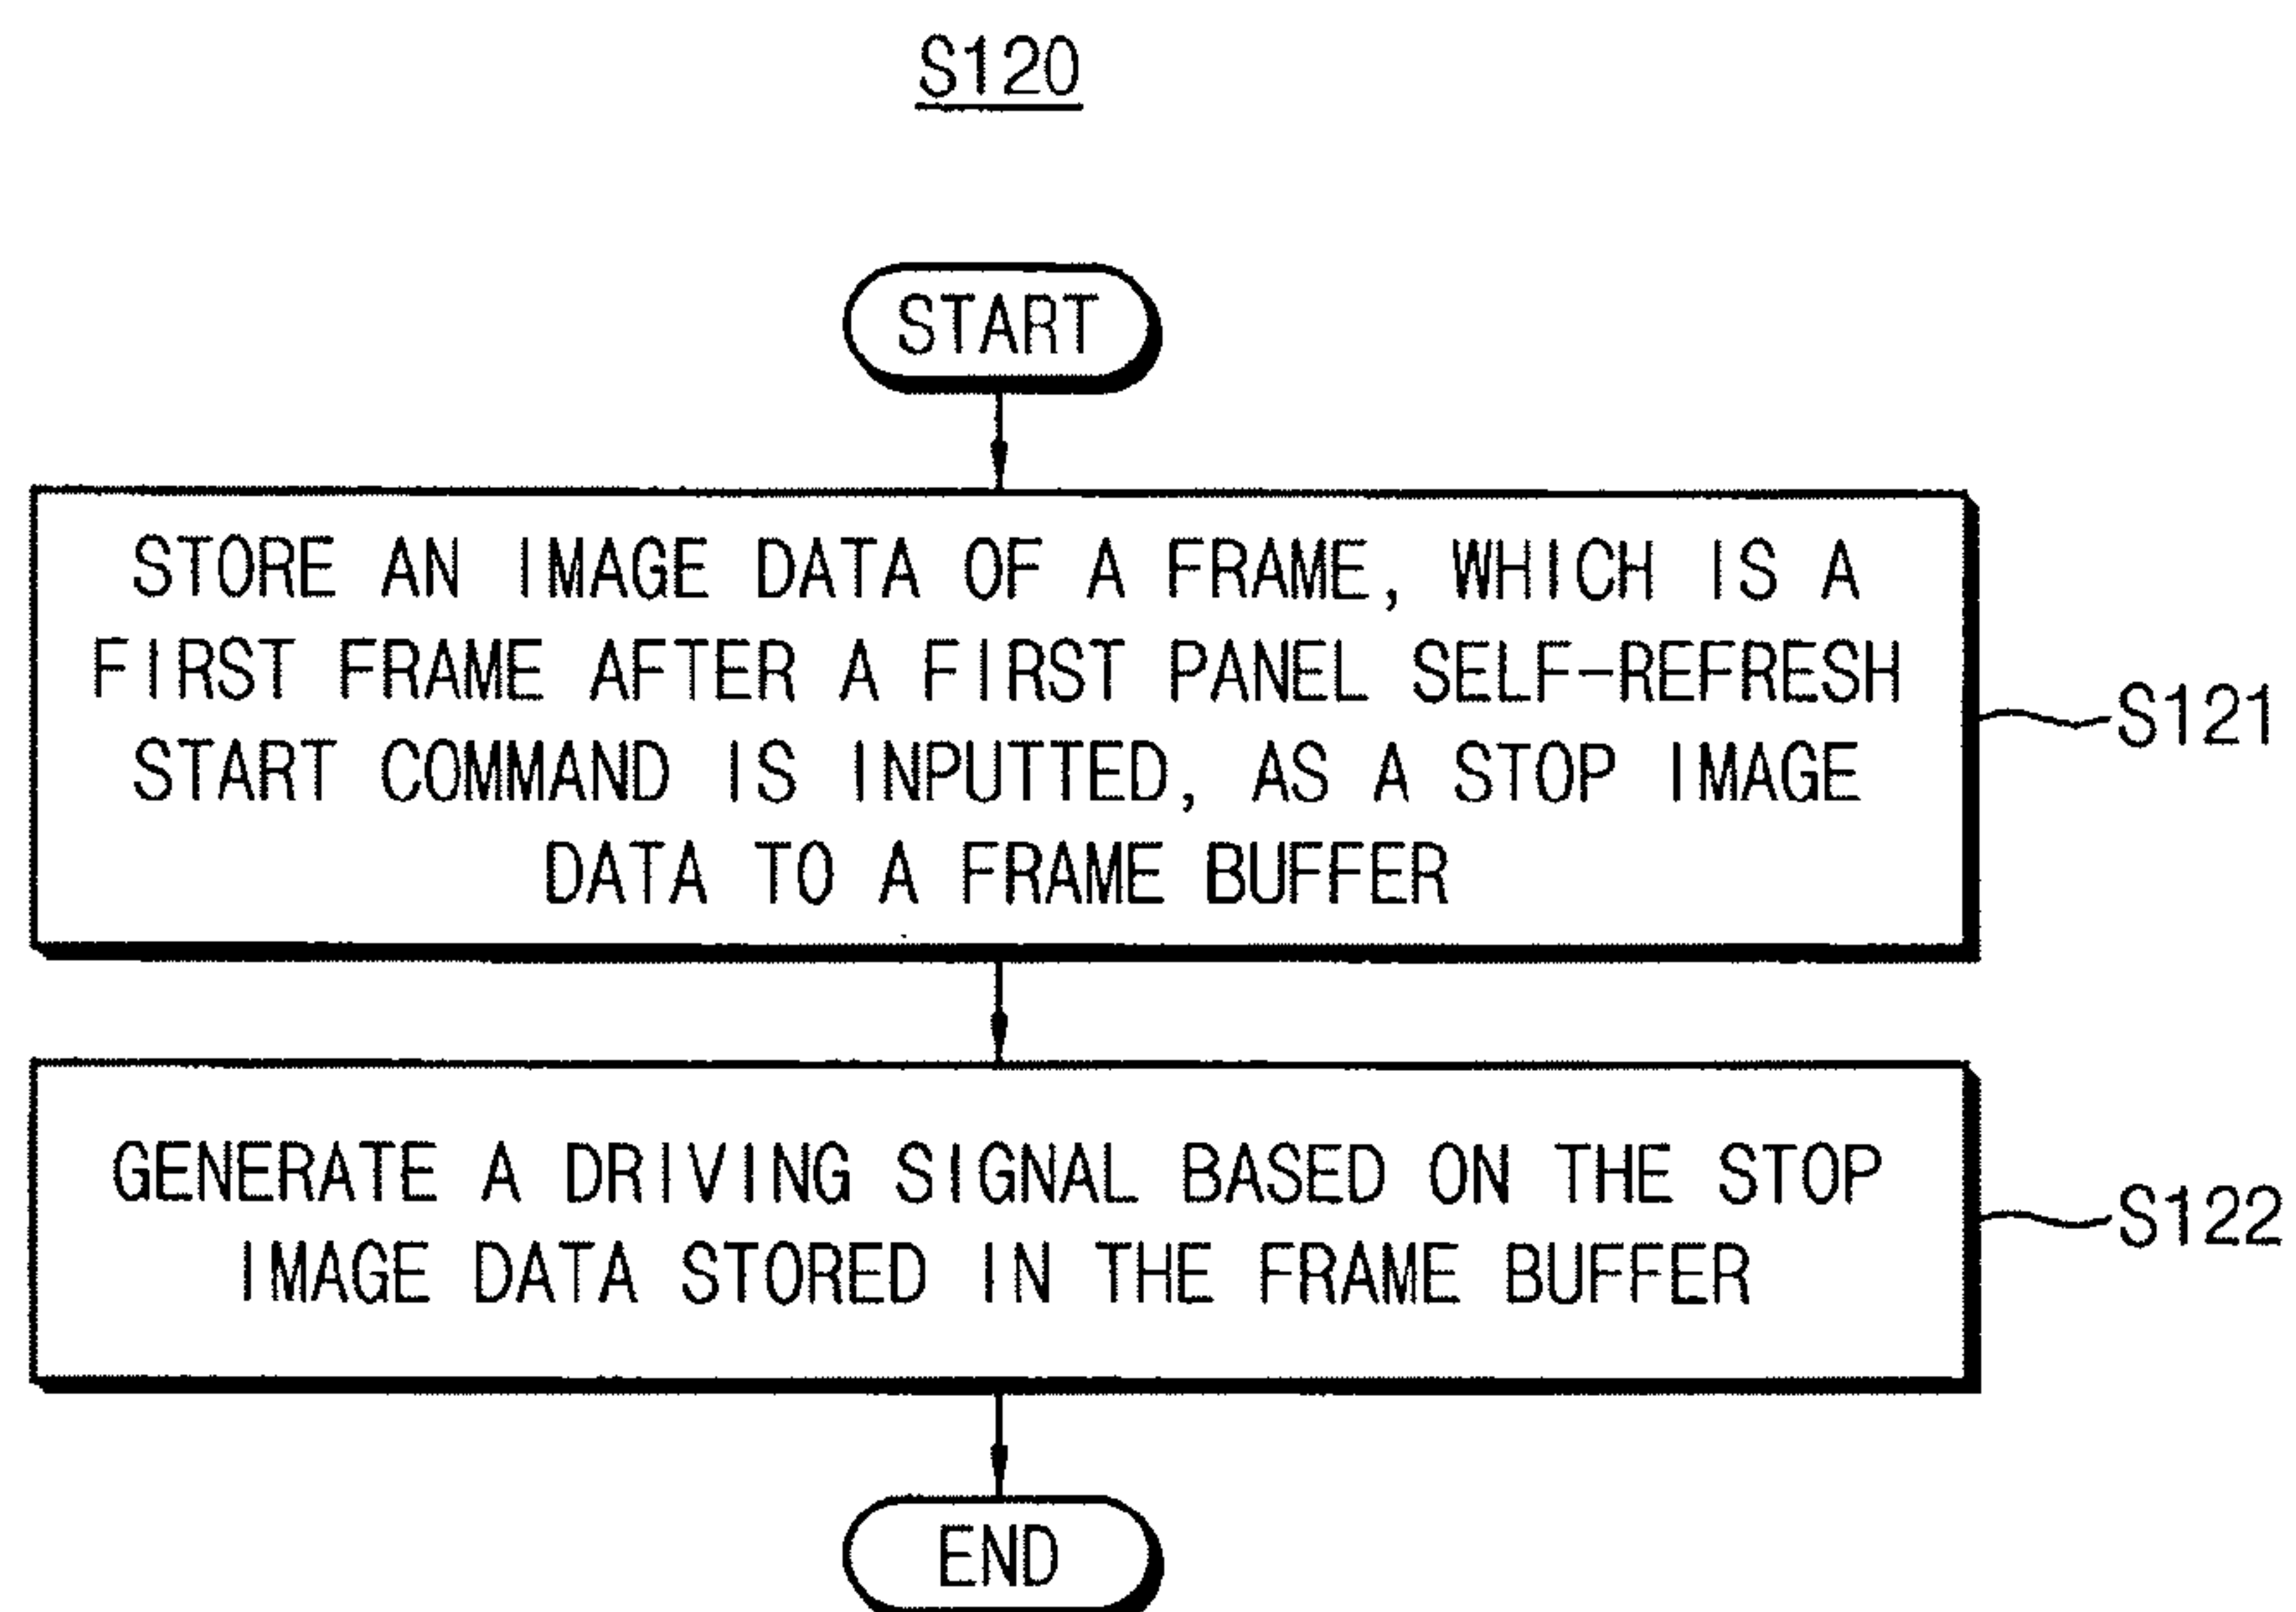 S120
START
STORE AN IMAGE DATA OF A FRAME, WHICH IS A
FIRST FRAME AFTER A FIRST PANEL SELF-REFRESH
START COMMAND IS INPUTTED, AS A STOP IMAGE
DATA TO A FRAME BUFFER
S121
GENERATE A DRIVING SIGNAL BASED ON THE STOP
IMAGE DATA STORED IN THE FRAME BUFFER
S122
END